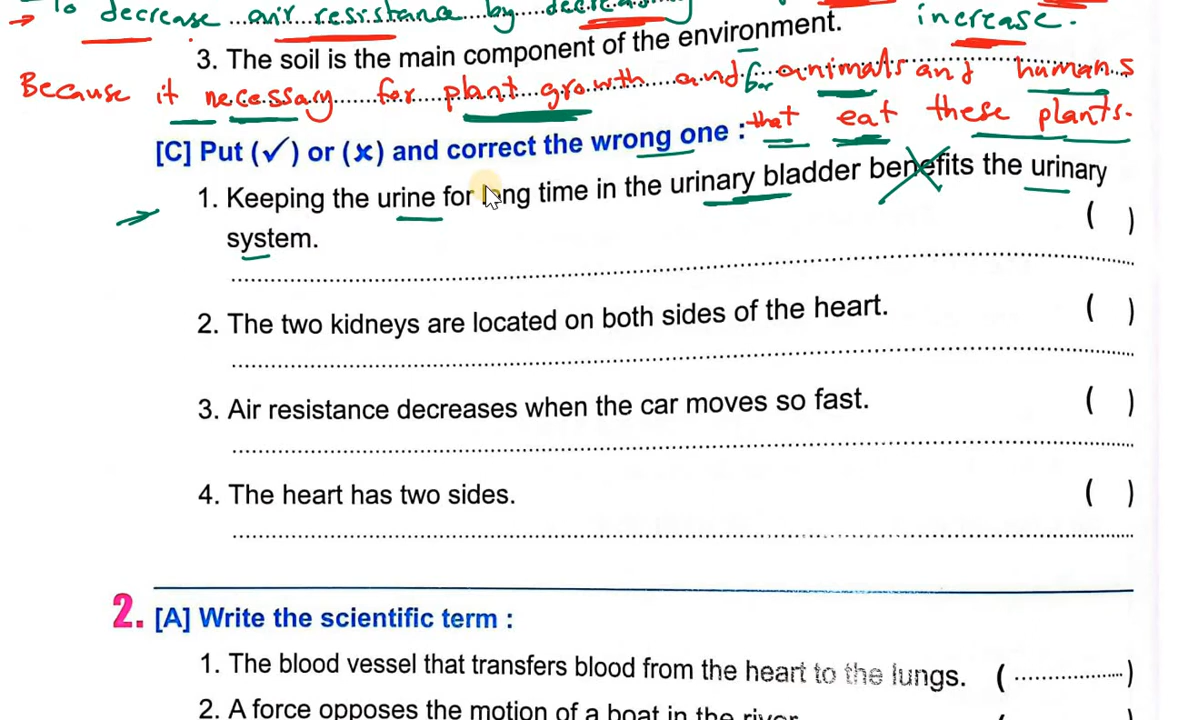 To decrease air resistance by increase.
3. The soil is the main component of the environment.
Because it necessary for plant growth and for animals and humans
that eat these plants.
[C] Put (✓) or (x) and correct the wrong one :
1. Keeping the urine for long time in the urinary bladder benefits the urinary
system. ( )
2. The two kidneys are located on both sides of the heart. ( )
3. Air resistance decreases when the car moves so fast. ( )
4. The heart has two sides. ( )
2. [A] Write the scientific term :
1. The blood vessel that transfers blood from the heart to the lungs. ( )
2. A force opposes the motion of a boat in the river.